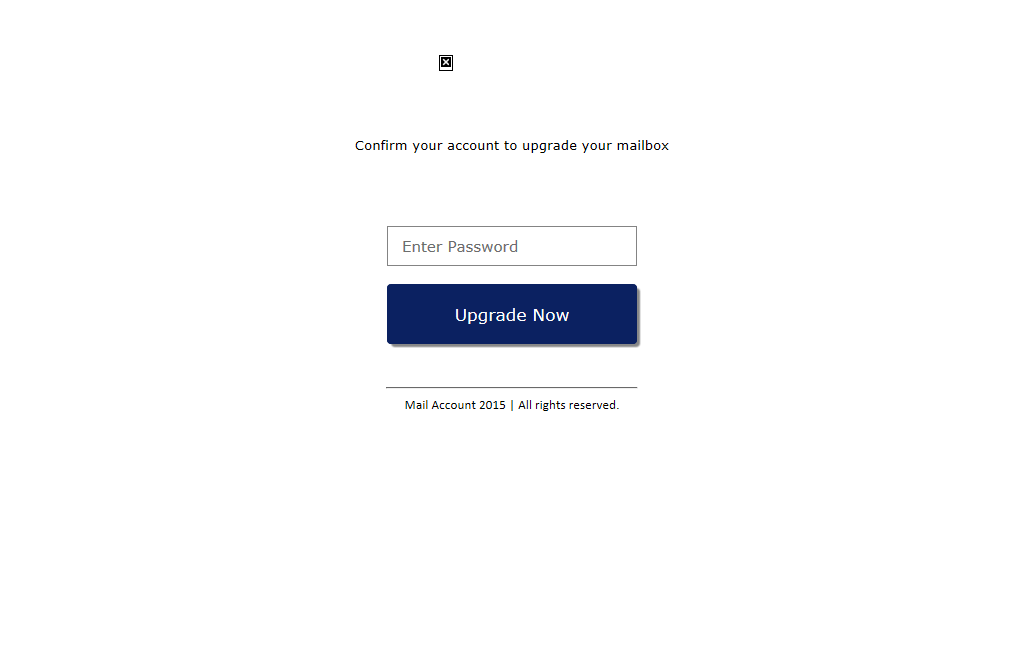 Confirm your account to upgrade your mailbox
Enter Password
Upgrade Now
Mail Account 2015 | All rights reserved.